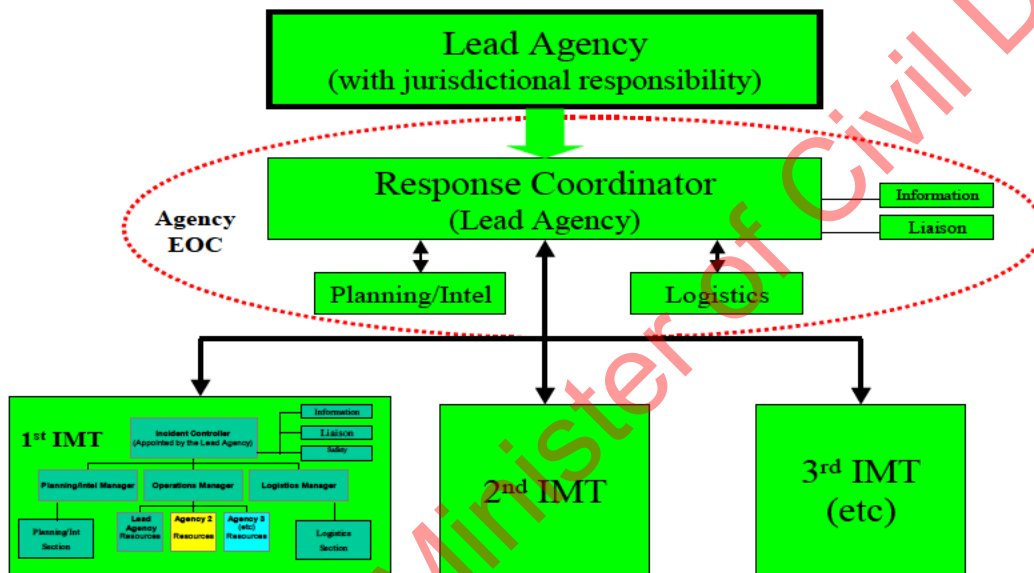 Lead Agency
(with jurisdictional responsibility)
Response Coordinator
(Lead Agency)
Information
Liaison
Agency
EOC
Planning/Intel
Logistics
1st IMT
Incident Controller
(Appointed by the Lead Agency)
Information
Liaison
Safety
Planning/Intel Manager
Operations Manager
Logistics Manager
Planning/Int
Section
Lead
Agency
Resources
Agency 2
Resources
Agency 3
(etc)
Resources
Logistics
Section
2nd IMT
3rd IMT
(etc)
Minister of Civil D